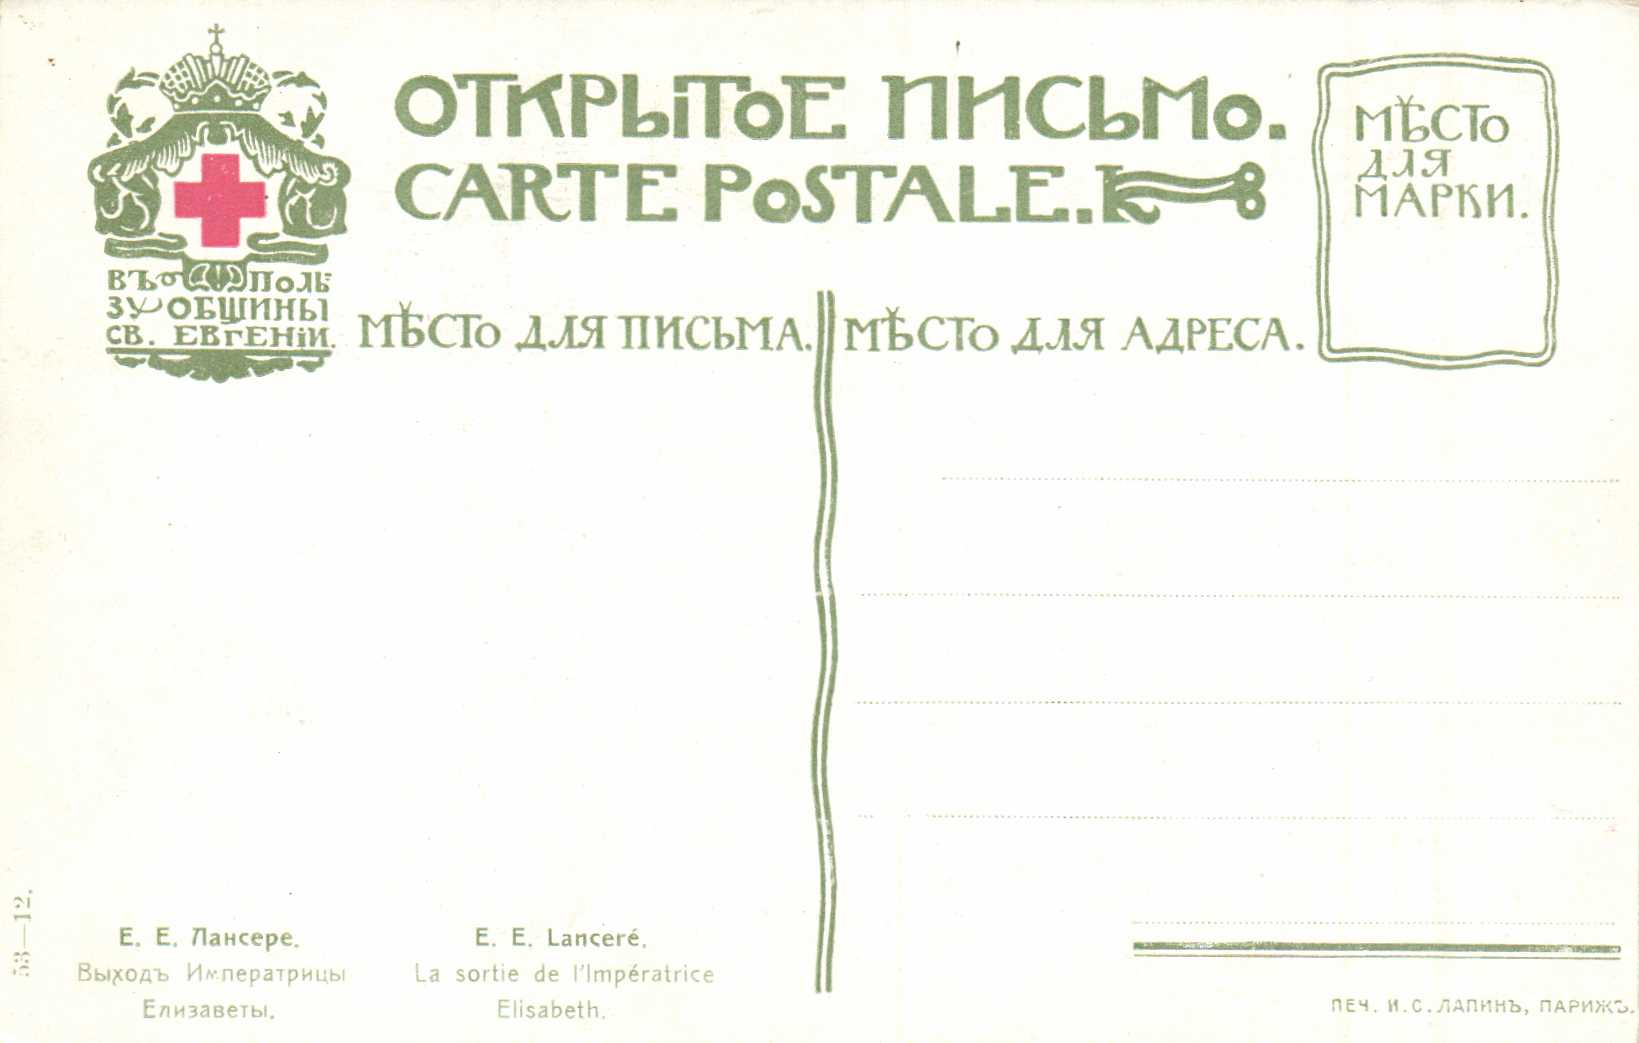 ОТКРЫТОЕ ПИСЬМО.
CARTE POSTALE.
МѢСТО
ДЛЯ
МАРКИ.
ВЪ ПОЛЬ=
ЗУ ОБЩИНЫ
СВ. ЕВГЕНІИ.
МѢСТО ДЛЯ ПИСЬМА.
МѢСТО ДЛЯ АДРЕСА.
53—12.
Е. Е. Лансере.
Выходъ Императрицы
Елизаветы.
E. E. Lanceré.
La sortie de l'Impératrice
Elisabeth.
ПЕЧ. И. С. ЛАПИНЪ, ПАРИЖЪ.